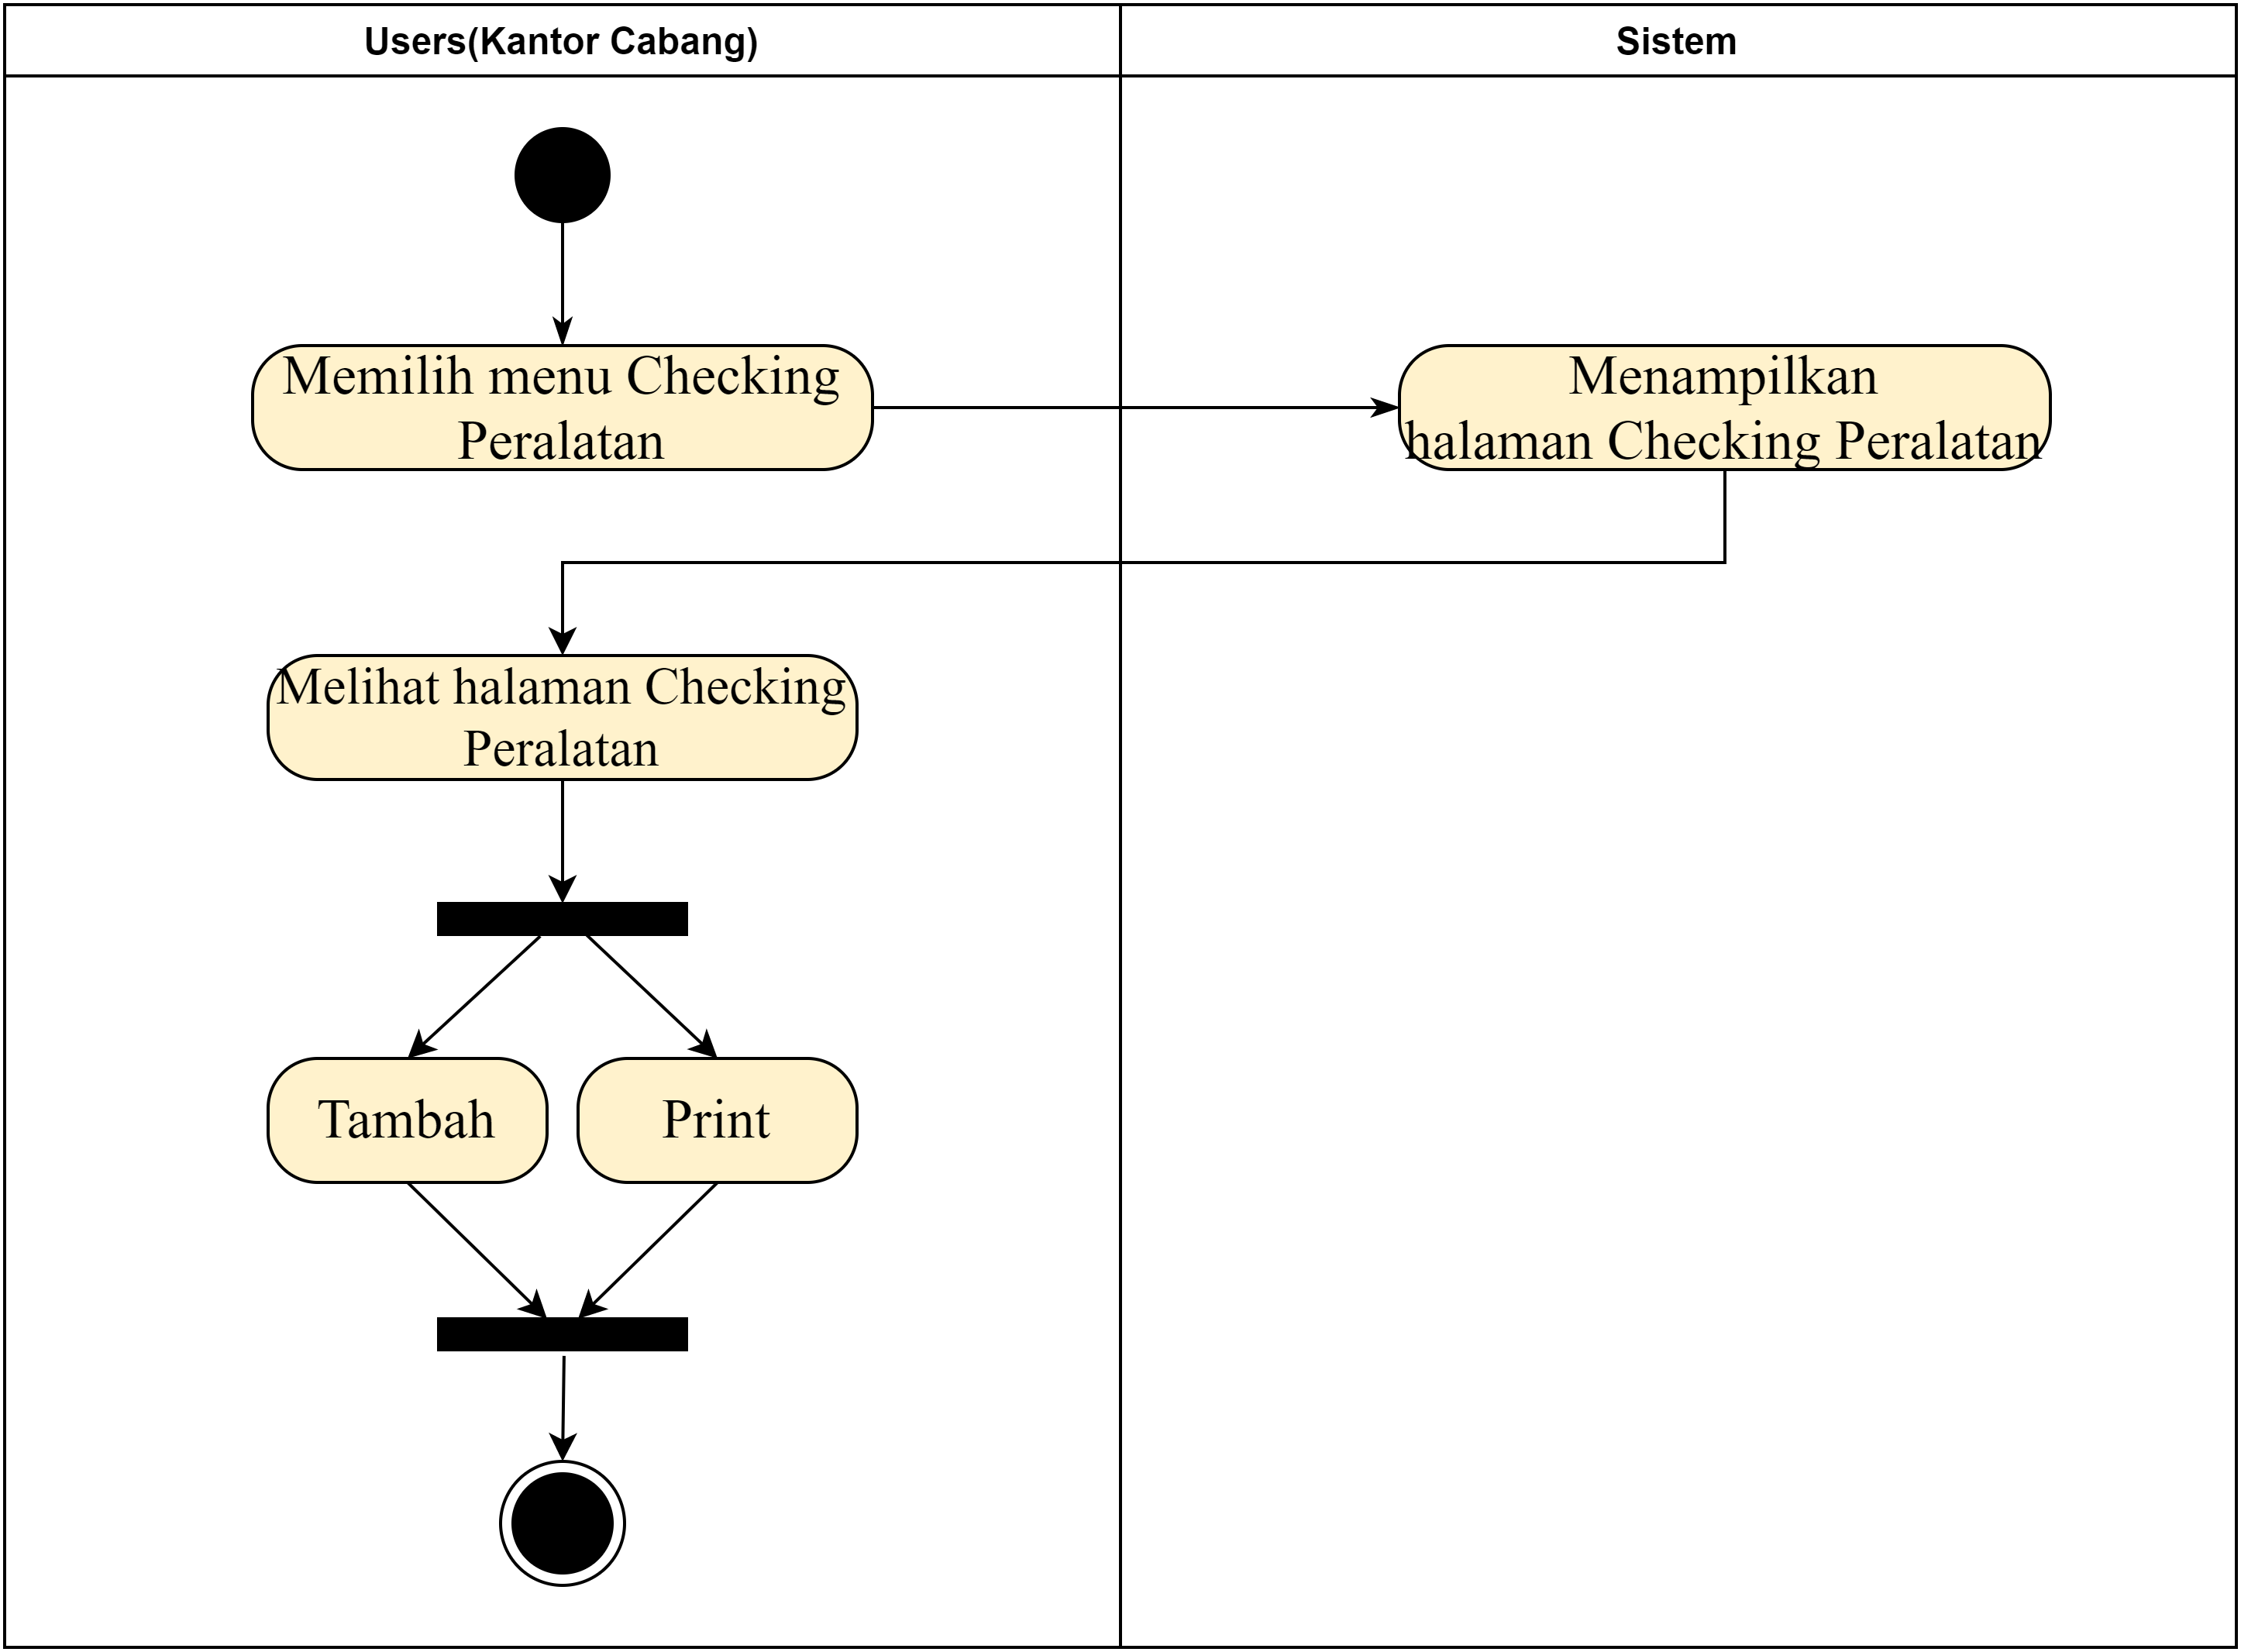 Users(Kantor Cabang)
Sistem
Memilih menu Checking
Peralatan
Menampilkan
halaman Checking Peralatan
Melihat halaman Checking
Peralatan
Tambah
Print